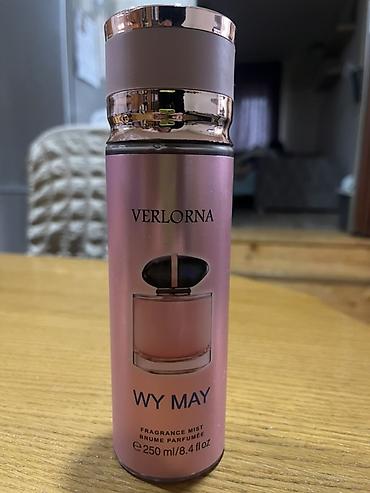 VERLORNA
WY MAY
FRAGRANCE MIST
BRUME PARFUMÉE
℮250 ml/8.4 fl oz